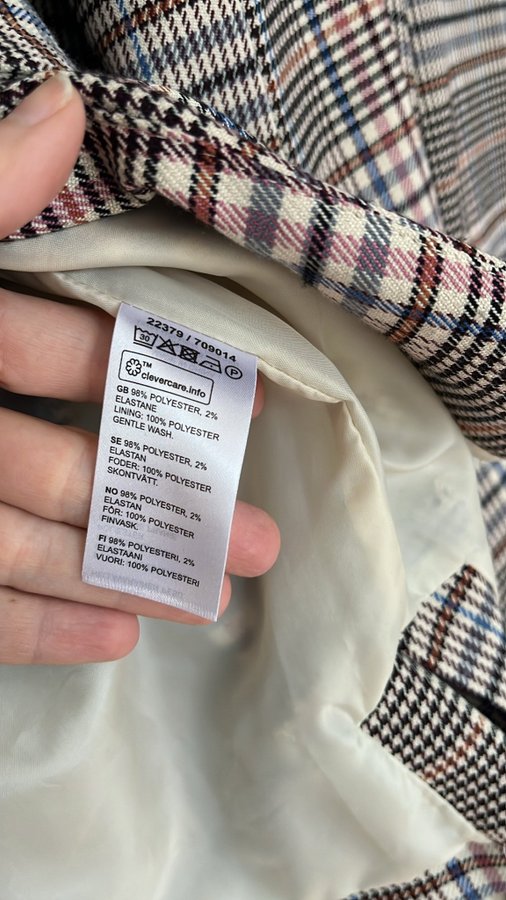 22379 / 709014
30
P
TM
clevercare.info
GB 98% POLYESTER, 2%
ELASTANE
LINING: 100% POLYESTER
GENTLE WASH.
SE 98% POLYESTER, 2%
ELASTAN
FODER: 100% POLYESTER
SKONTVÄTT.
NO 98% POLYESTER, 2%
ELASTAN
FÔR: 100% POLYESTER
FINVASK.
FI 98% POLYESTERI, 2%
ELASTAANI
VUORI: 100% POLYESTERI